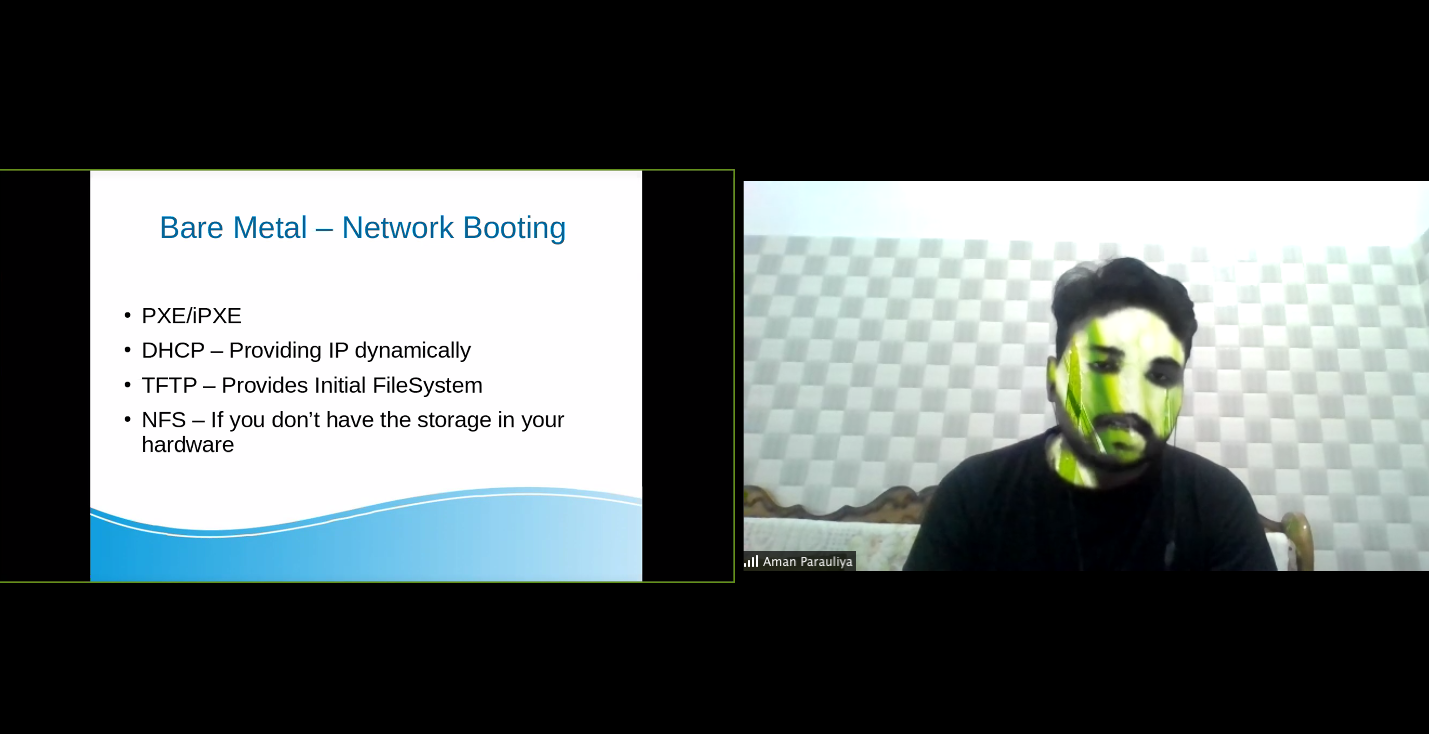 Bare Metal – Network Booting
• PXE/iPXE
• DHCP – Providing IP dynamically
• TFTP – Provides Initial FileSystem
• NFS – If you don’t have the storage in your
hardware
Aman Parauliya